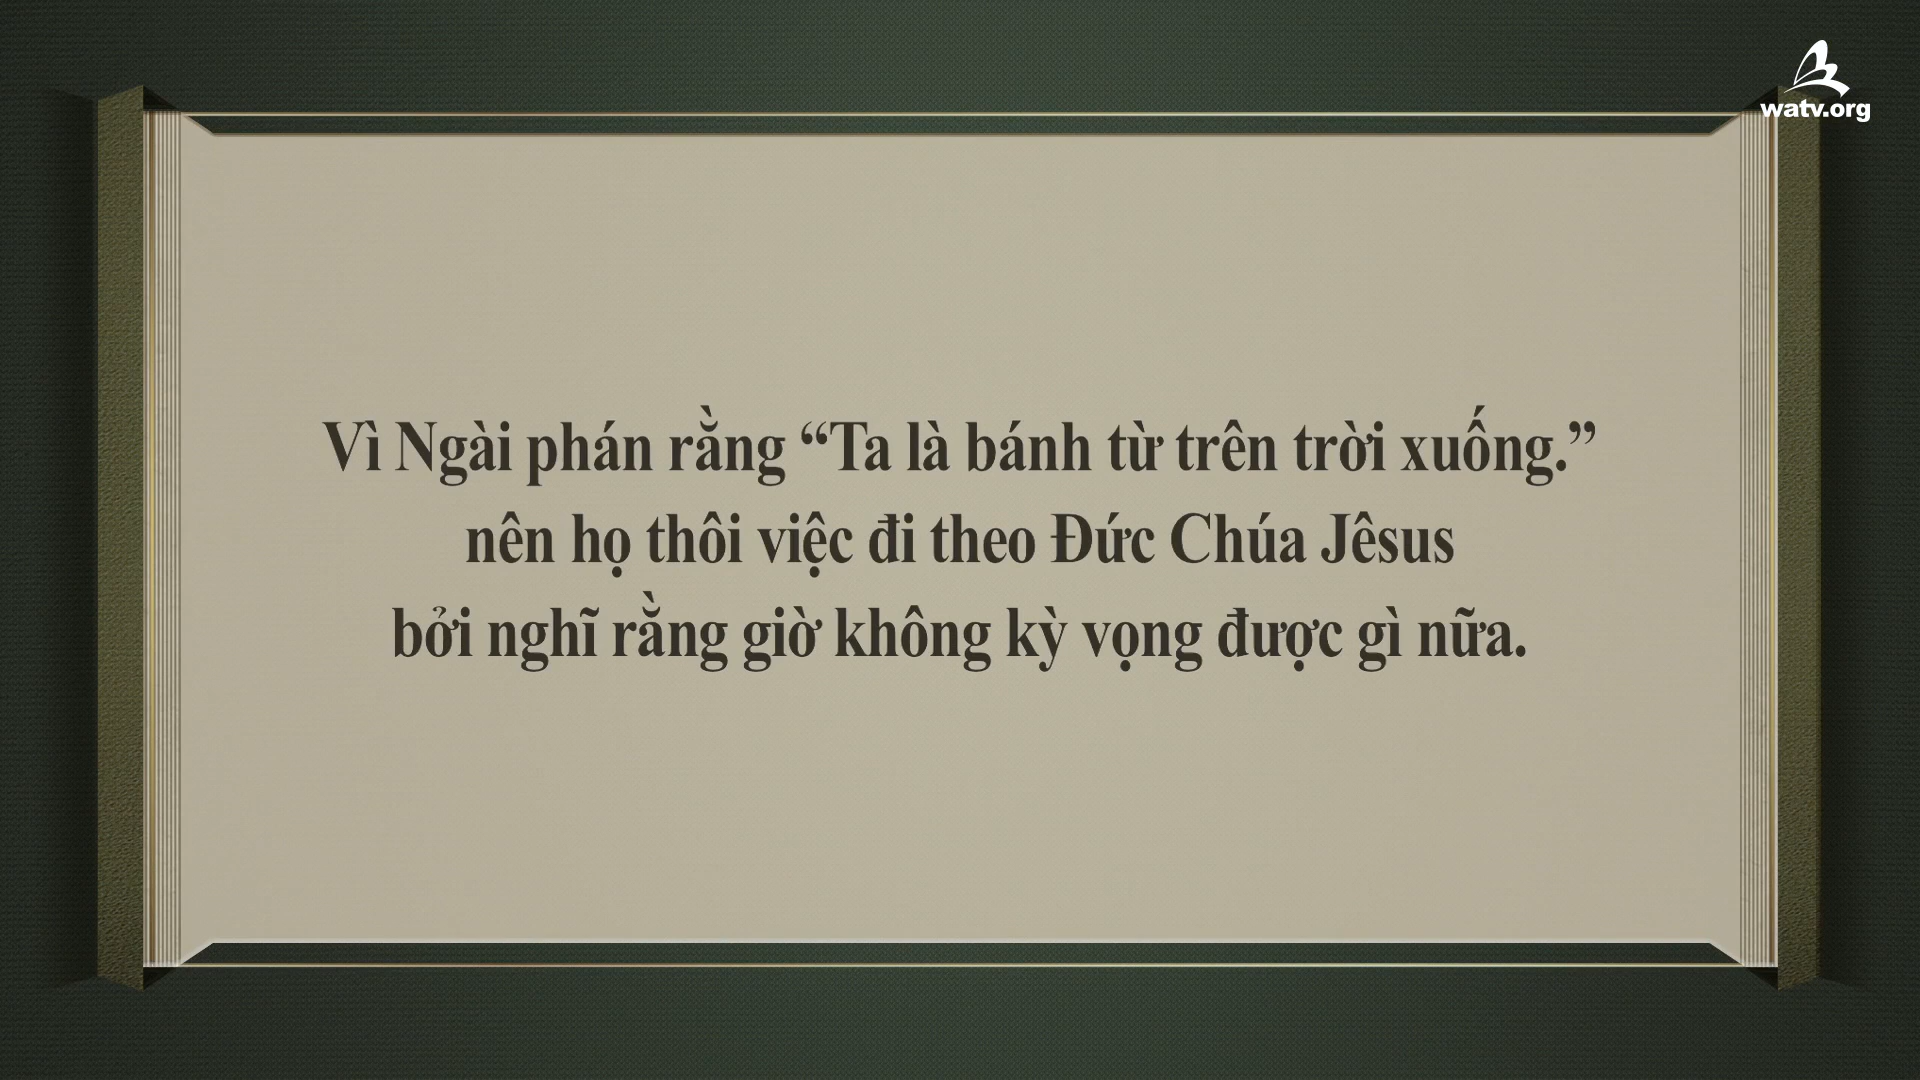 watv.org
Vì Ngài phán rằng “Ta là bánh từ trên trời xuống.”
nên họ thôi việc đi theo Đức Chúa Jêsus
bởi nghĩ rằng giờ không kỳ vọng được gì nữa.